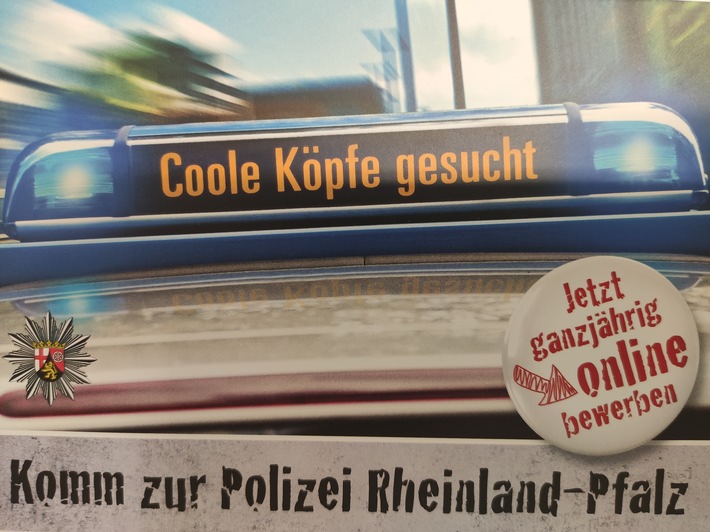 Coole Köpfe gesucht
Jetzt
ganzjährig
online
bewerben
Komm zur Polizei Rheinland-Pfalz